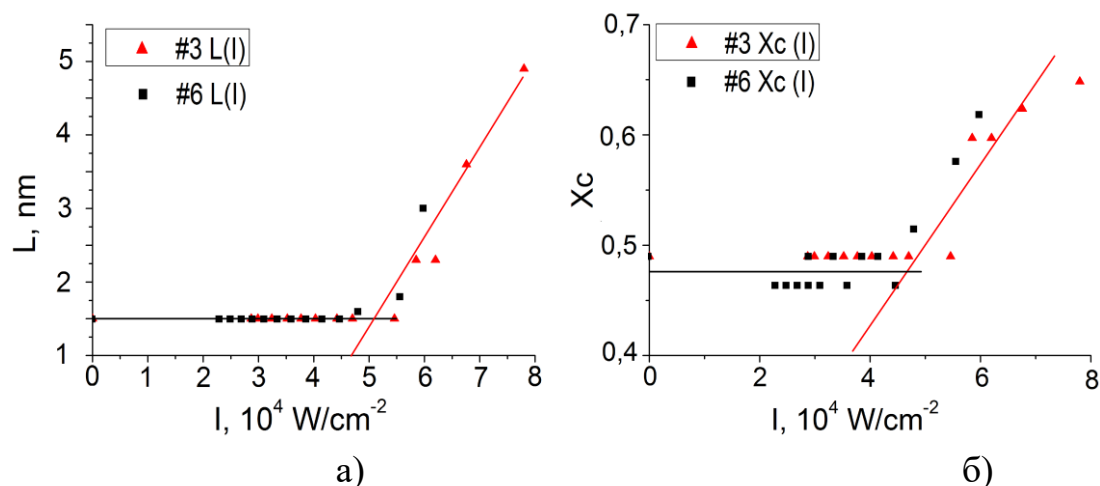 #3 L(I)
#6 L(I)
L, nm
5
4
3
2
1
0 2 3 4 5 6 7 8
I, 10⁴ W/cm⁻²
а)
#3 Xc (I)
#6 Xc (I)
Xc
0,7
0,6
0,5
0,4
0 2 4 6 8
I, 10⁴ W/cm⁻²
б)